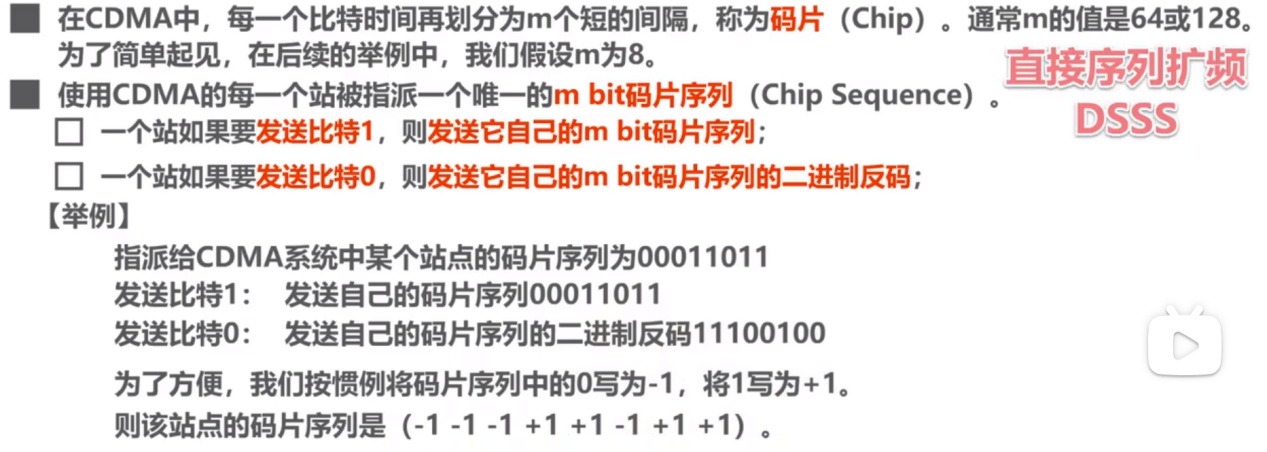 在CDMA中，每一个比特时间再划分为m个短的间隔，称为码片（Chip）。通常m的值是64或128。
为了简单起见，在后续的举例中，我们假设m为8。
直接序列扩频
DSSS
使用CDMA的每一个站被指派一个唯一的m bit码片序列（Chip Sequence）。
一个站如果要发送比特1，则发送它自己的m bit码片序列；
一个站如果要发送比特0，则发送它自己的m bit码片序列的二进制反码；
【举例】
指派给CDMA系统中某个站点的码片序列为00011011
发送比特1： 发送自己的码片序列00011011
发送比特0： 发送自己的码片序列的二进制反码11100100
为了方便，我们按惯例将码片序列中的0写为-1，将1写为+1。
则该站点的码片序列是（-1 -1 -1 +1 +1 -1 +1 +1）。